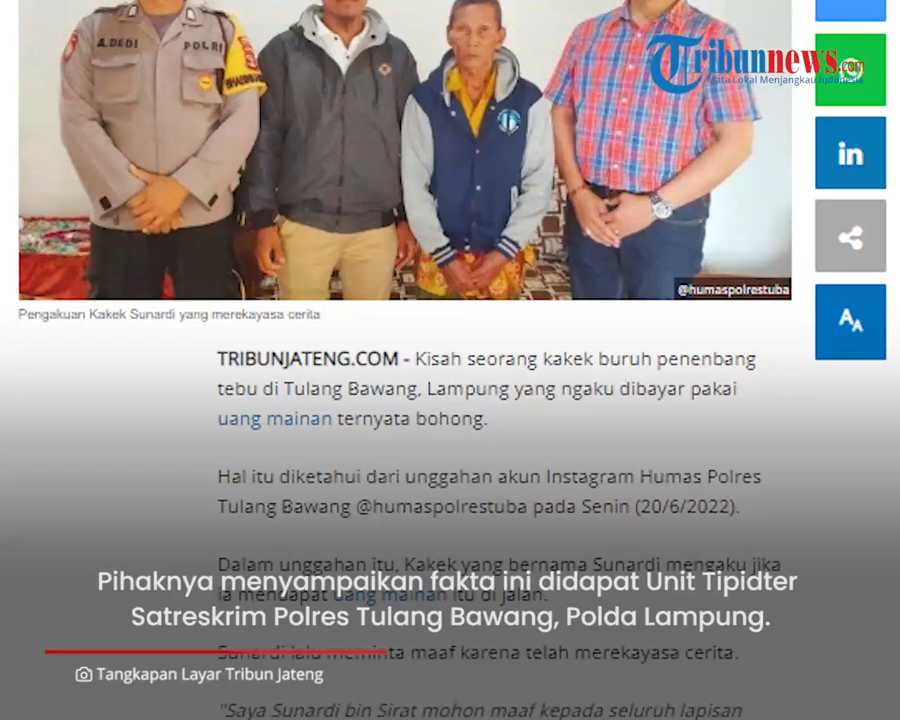 A.DEDI
POLRI
Tribunnews.com
Mata Lokal Menjangkau Indonesia
in
@humaspolrestuba
Pengakuan Kakek Sunardi yang merekayasa cerita
AA
TRIBUNJATENG.COM - Kisah seorang kakek buruh penenbang
tebu di Tulang Bawang, Lampung yang ngaku dibayar pakai
uang mainan ternyata bohong.
Hal itu diketahui dari unggahan akun Instagram Humas Polres
Tulang Bawang @humaspolrestuba pada Senin (20/6/2022).
Dalam unggahan itu, Kakek yang bernama Sunardi mengaku jika
Pihaknya menyampaikan fakta ini didapat Unit Tipidter
ia mendapat uang mainan itu di jalan.
Satreskrim Polres Tulang Bawang, Polda Lampung.
Sunardi lalu meminta maaf karena telah merekayasa cerita.
Tangkapan Layar Tribun Jateng
"Saya Sunardi bin Sirat mohon maaf kepada seluruh lapisan